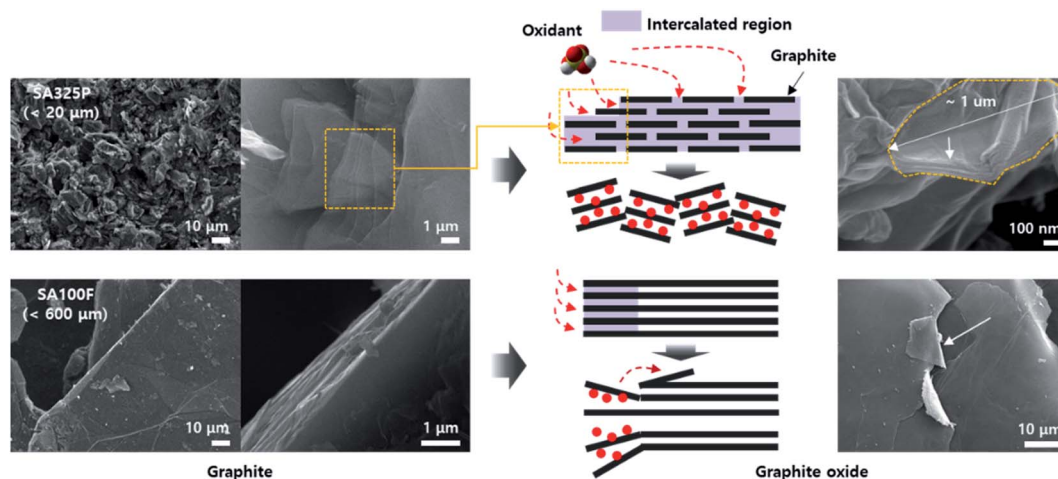 Intercalated region
Oxidant
Graphite
SA325P
(< 20 μm)
10 μm
1 μm
~ 1 um
100 nm
SA100F
(< 600 μm)
10 μm
1 μm
10 μm
Graphite
Graphite oxide